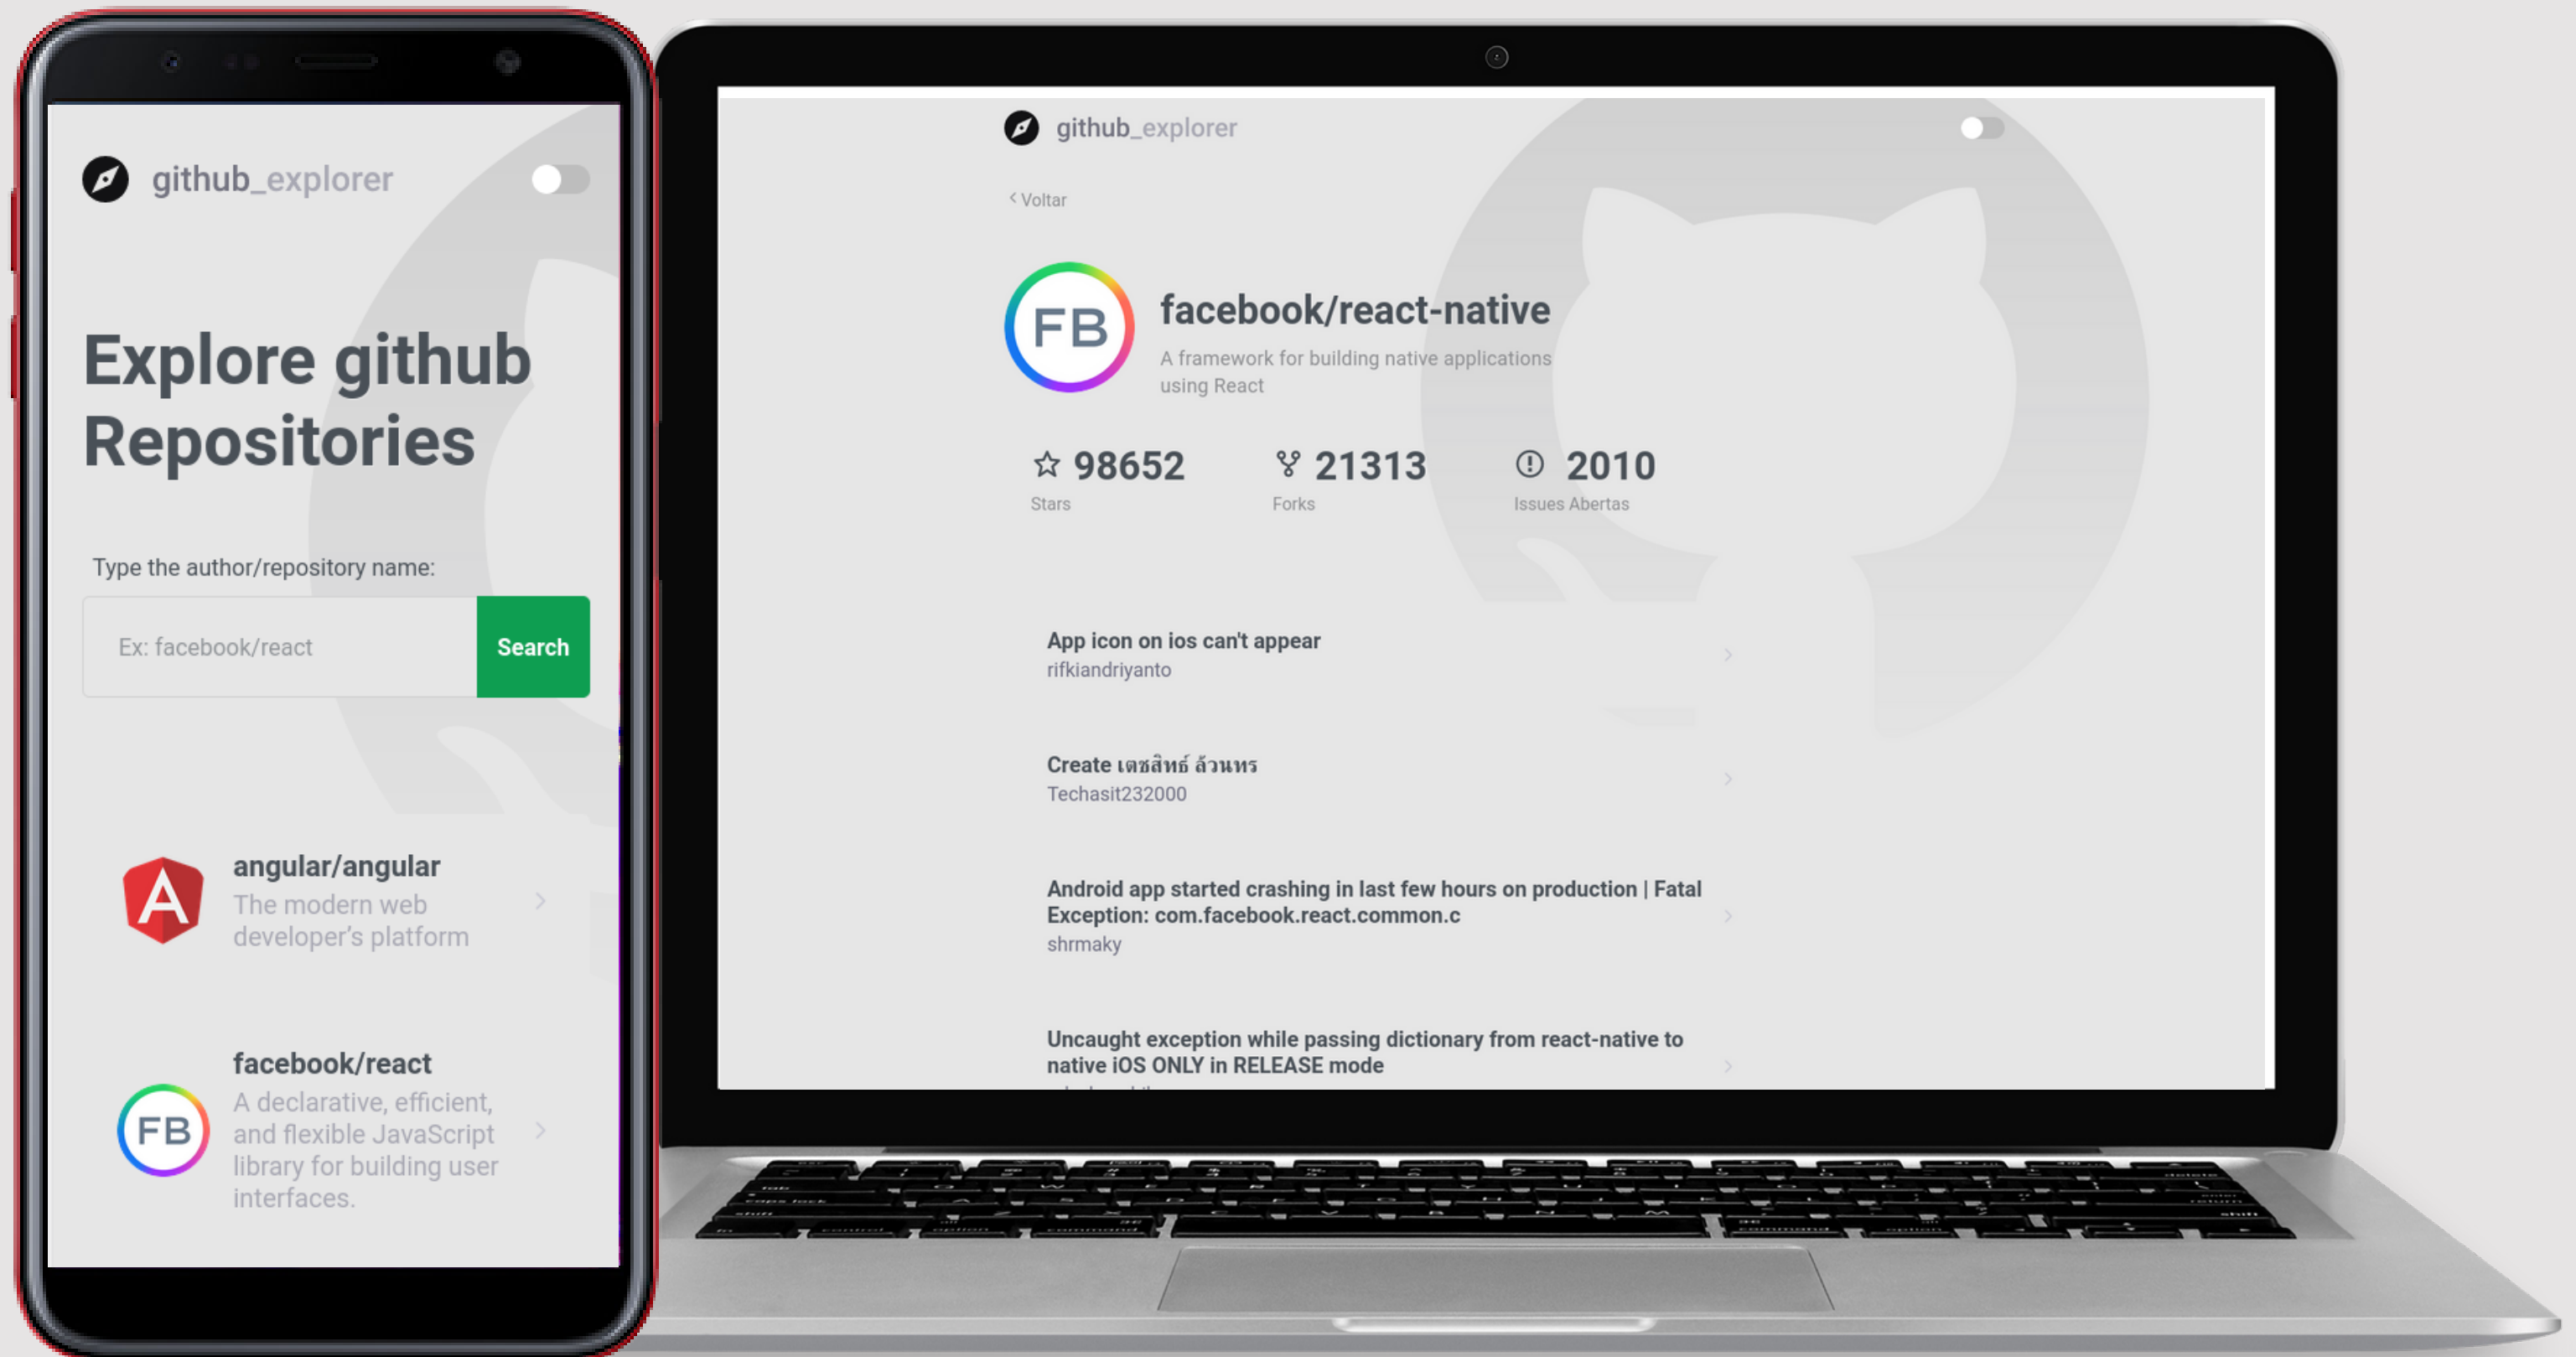 github_explorer
Explore github
Repositories
Type the author/repository name:
Ex: facebook/react
Search
angular/angular
The modern web
developer’s platform
facebook/react
FB
A declarative, efficient,
and flexible JavaScript
library for building user
interfaces.
github_explorer
Voltar
FB
facebook/react-native
A framework for building native applications
using React
98652
Stars
21313
Forks
2010
Issues Abertas
App icon on ios can't appear
rifkiandriyanto
Create เตชสิทธ์ ล้วนทร
Techasit232000
Android app started crashing in last few hours on production | Fatal
Exception: com.facebook.react.common.c
shrmaky
Uncaught exception while passing dictionary from react-native to
native iOS ONLY in RELEASE mode